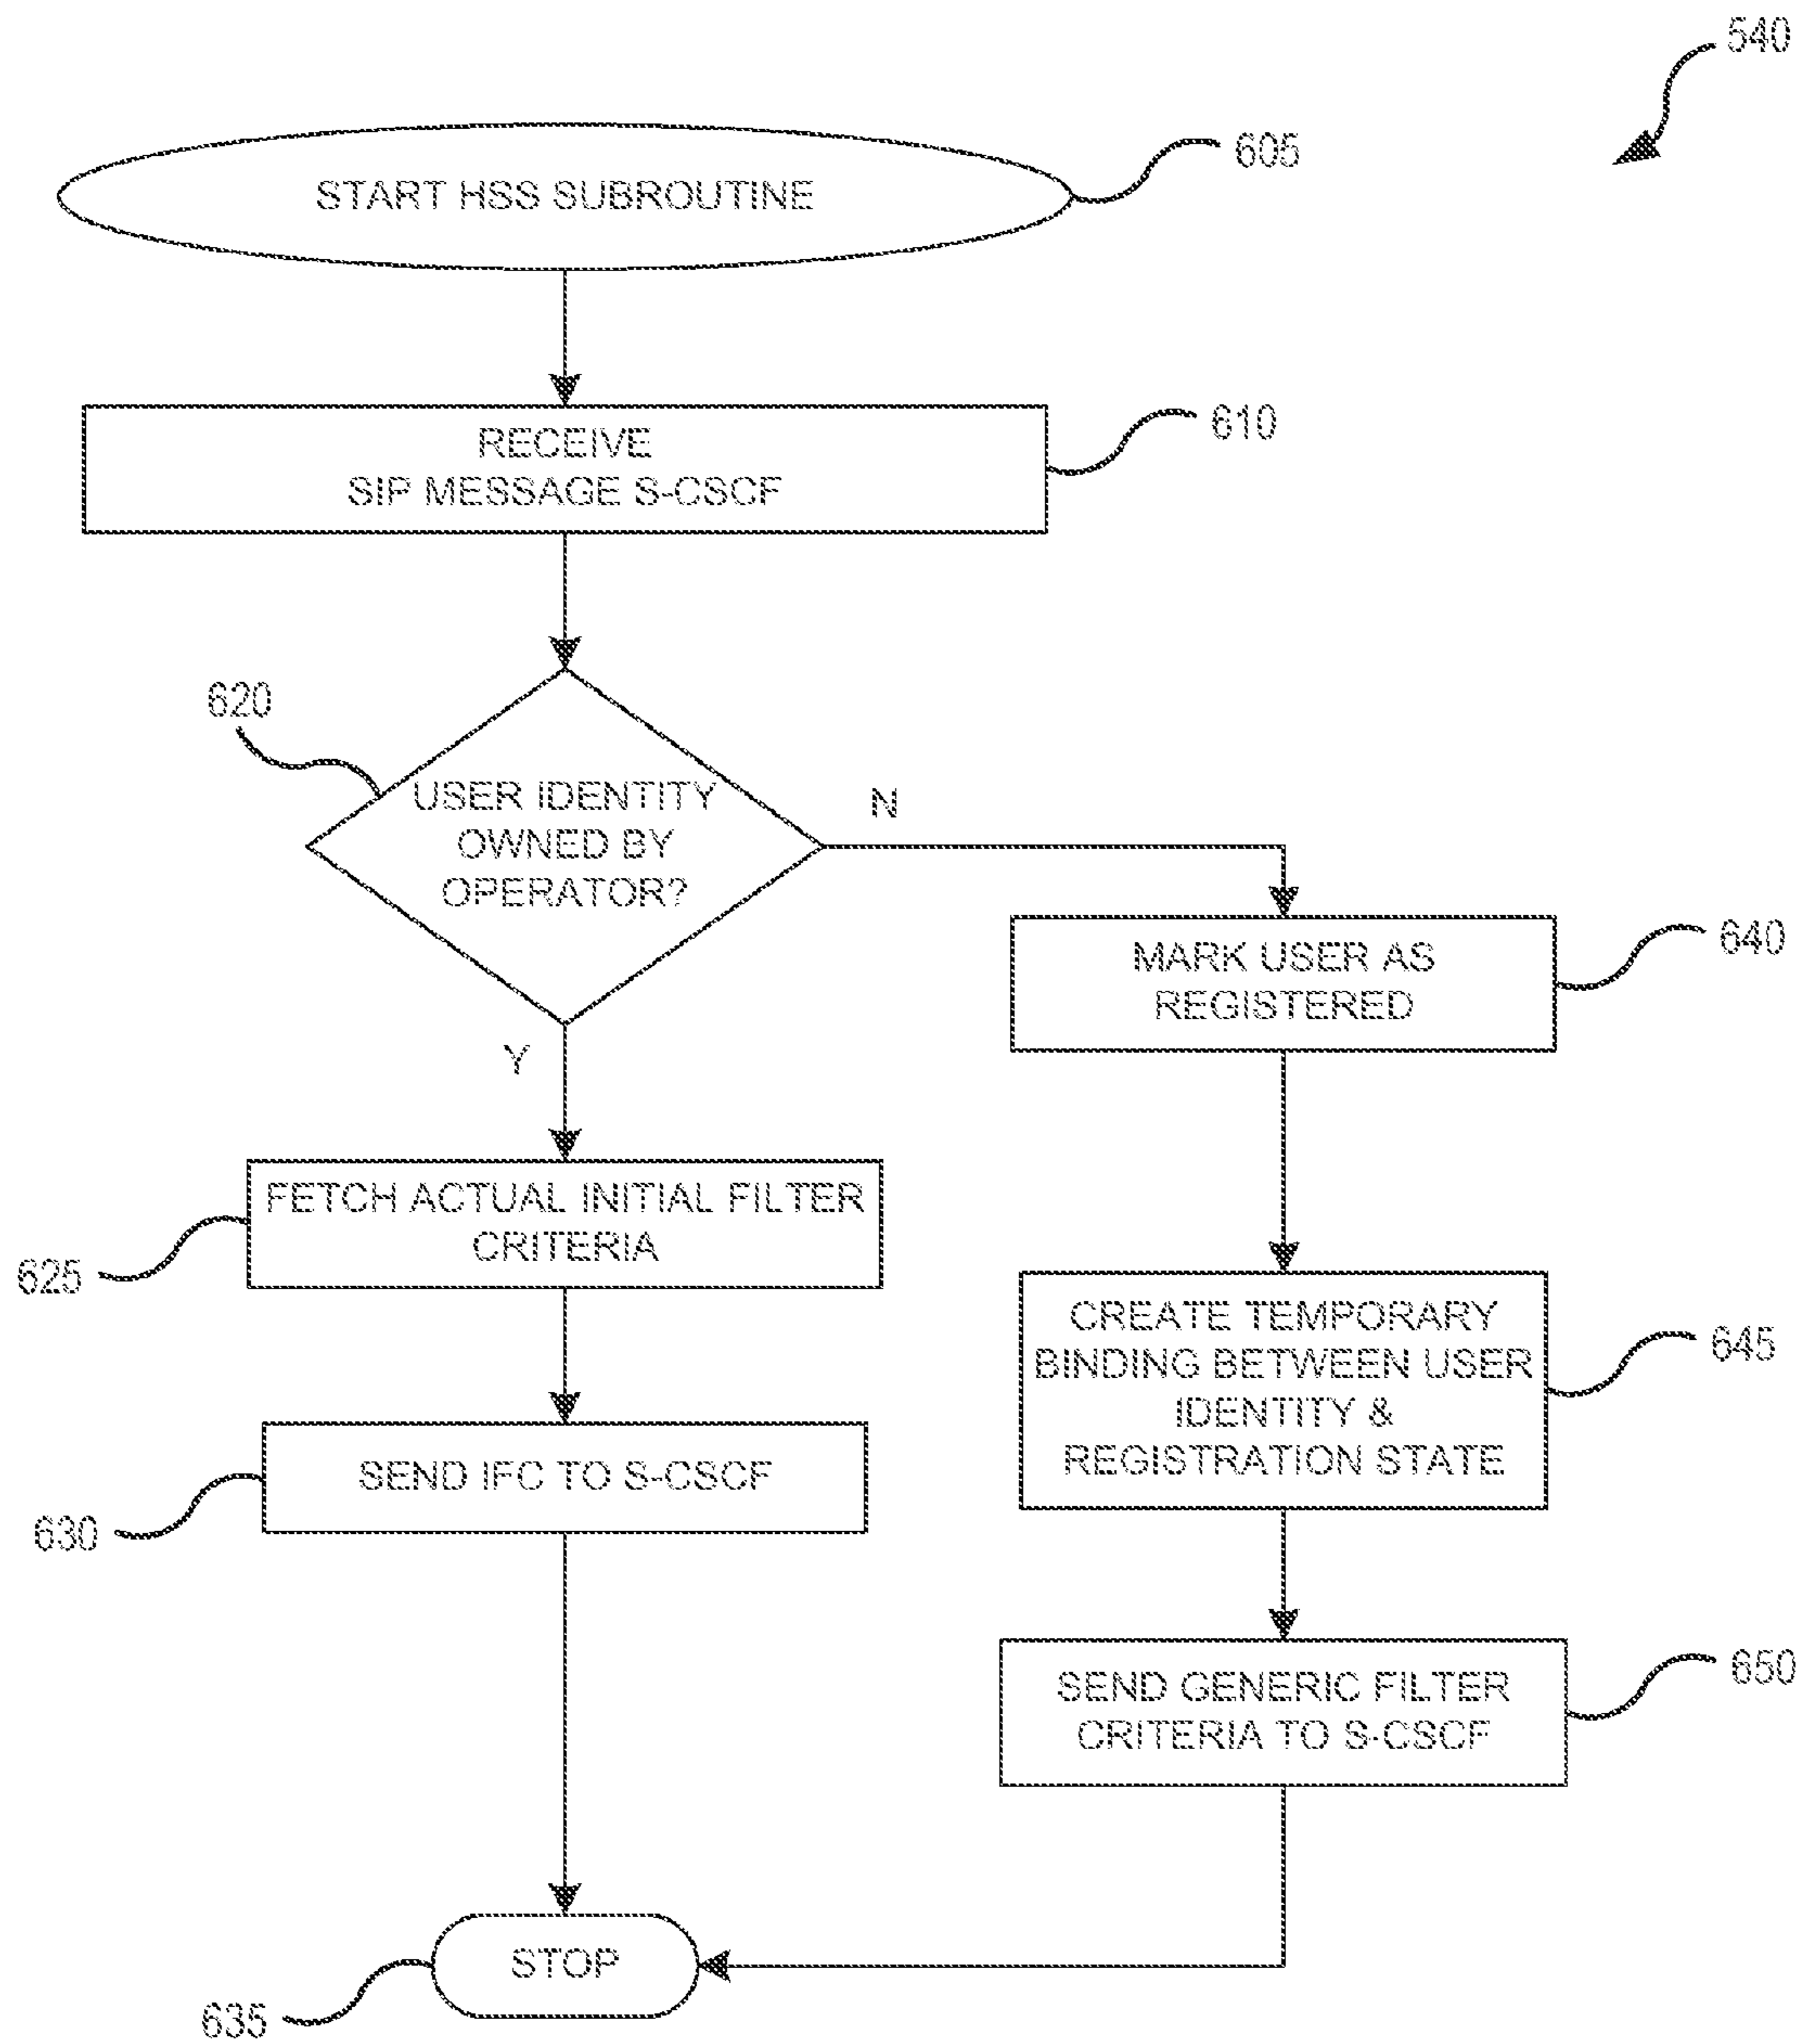 540
START HSS SUBROUTINE
605
RECEIVE
SIP MESSAGE S-CSCF
610
620
USER IDENTITY
OWNED BY
OPERATOR?
N
Y
MARK USER AS
REGISTERED
640
FETCH ACTUAL INITIAL FILTER
CRITERIA
625
CREATE TEMPORARY
BINDING BETWEEN USER
IDENTITY &
REGISTRATION STATE
645
SEND IFC TO S-CSCF
630
SEND GENERIC FILTER
CRITERIA TO S-CSCF
650
STOP
635